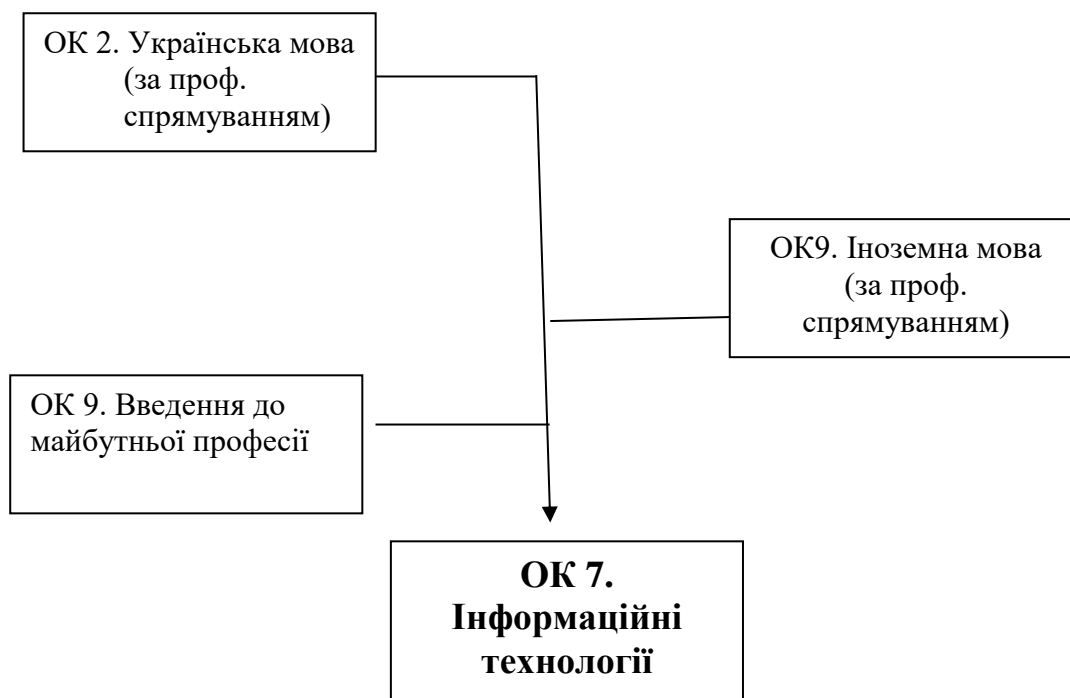 ОК 2. Українська мова
(за проф.
спрямуванням)
ОК9. Іноземна мова
(за проф.
спрямуванням)
ОК 9. Введення до
майбутньої професії
ОК 7.
Інформаційні
технології